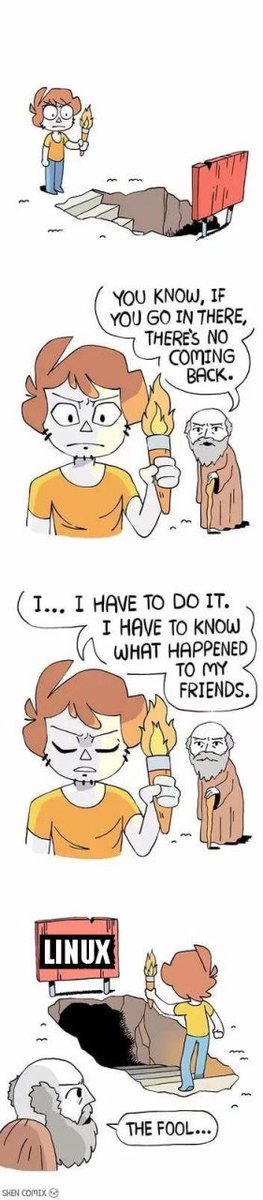 YOU KNOW, IF
YOU GO IN THERE,
THERE'S NO
COMING
BACK.
I... I HAVE TO DO IT.
I HAVE TO KNOW
WHAT HAPPENED
TO MY
FRIENDS.
LINUX
THE FOOL...
SHEN COMIX